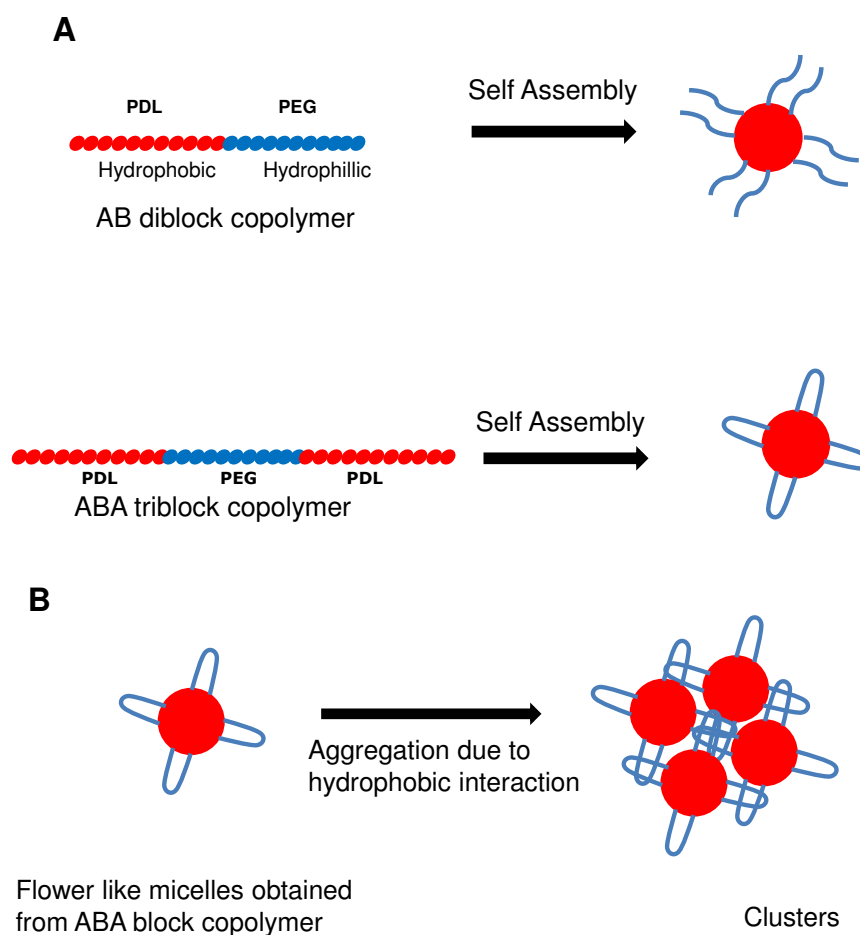 A
PDL PEG
Self Assembly
Hydrophobic Hydrophillic
AB diblock copolymer
Self Assembly
PDL PEG PDL
ABA triblock copolymer
B
Aggregation due to
hydrophobic interaction
Flower like micelles obtained
from ABA block copolymer
Clusters